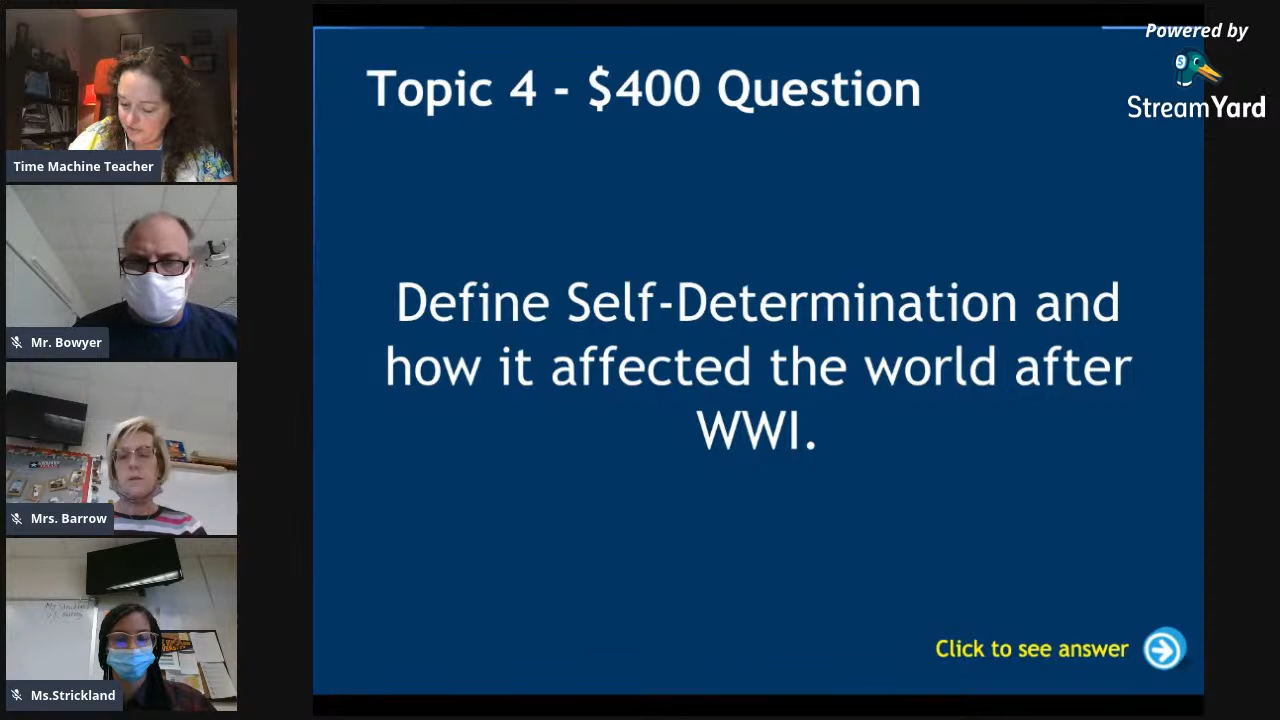 Powered by
StreamYard
Topic 4 - $400 Question
Define Self-Determination and
how it affected the world after
WWI.
Click to see answer
Time Machine Teacher
Mr. Bowyer
Mrs. Barrow
Ms.Strickland